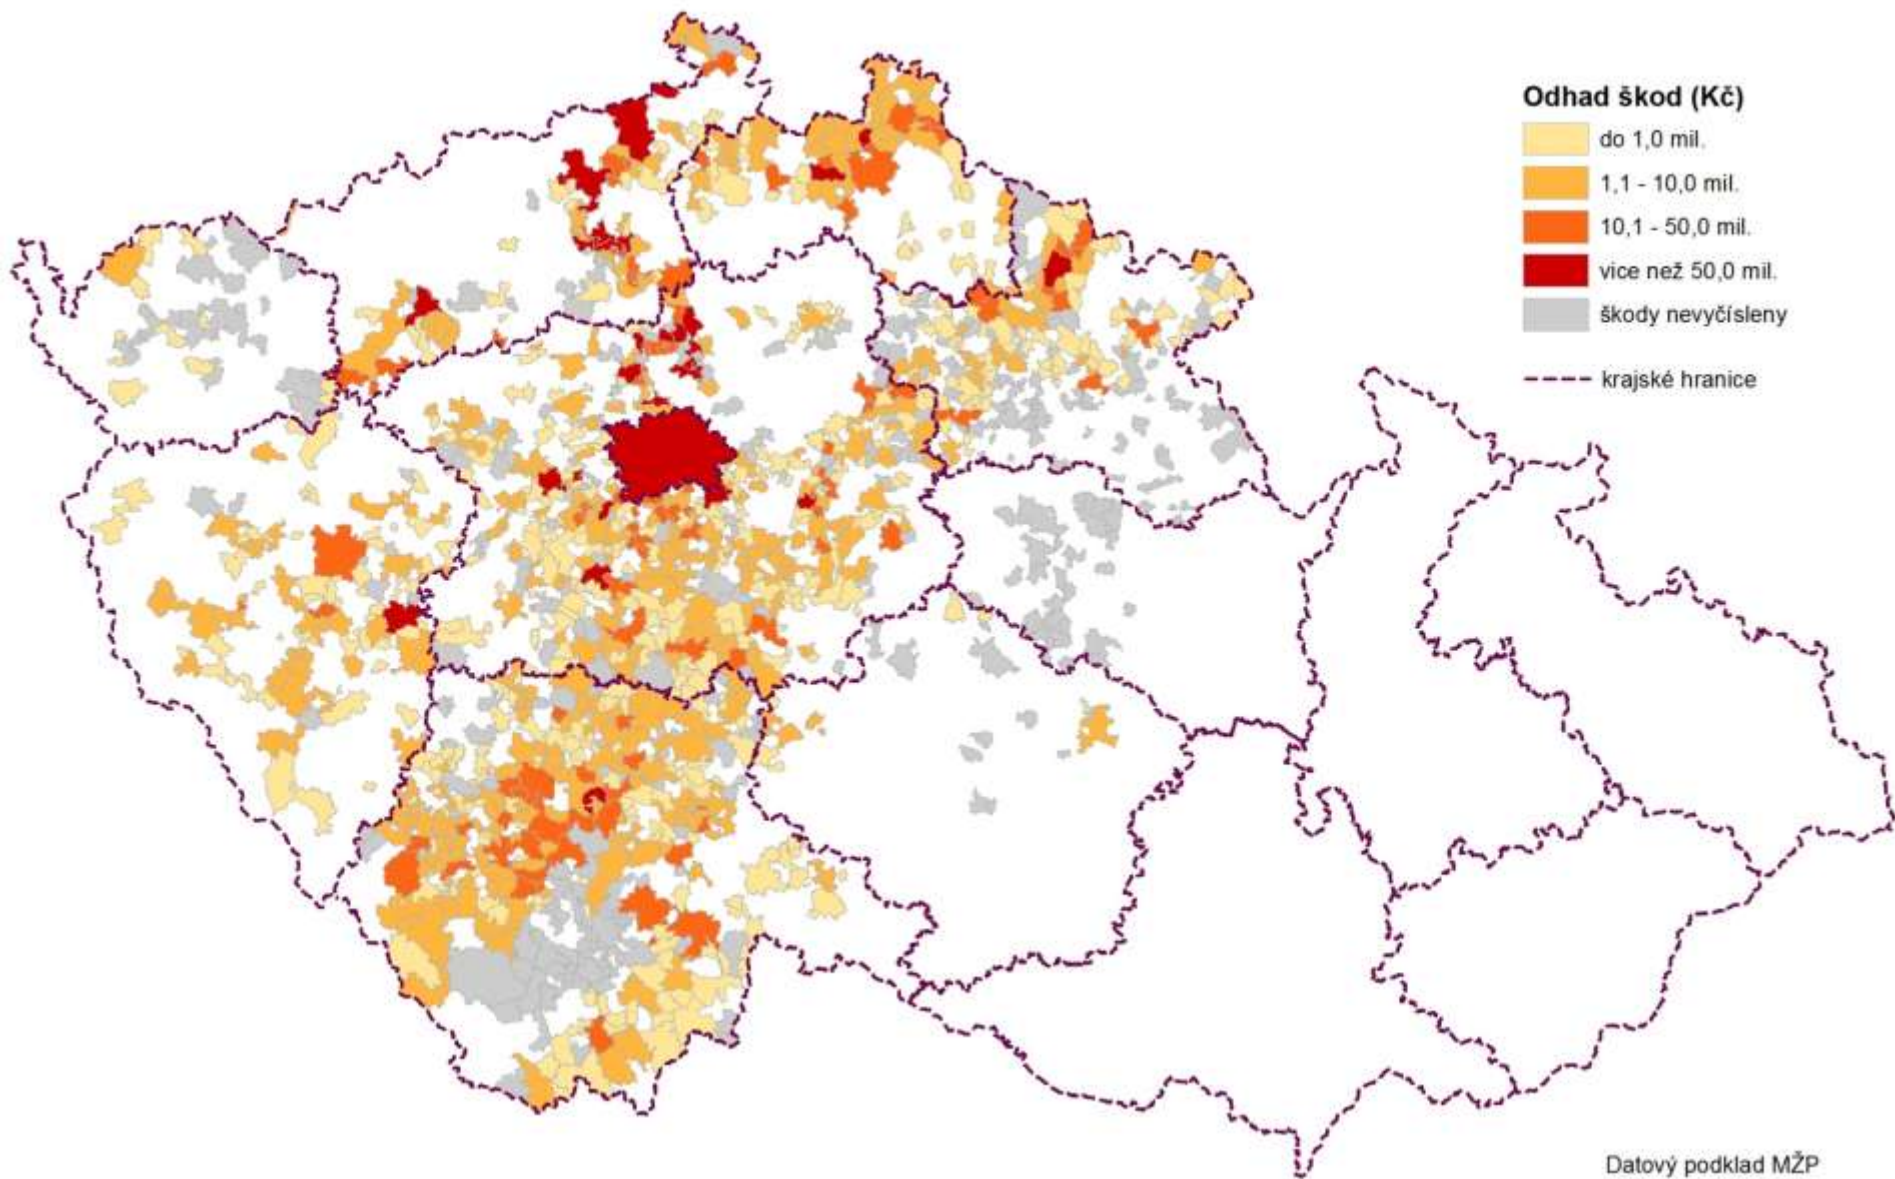 Odhad škod (Kč)
do 1,0 mil.
1,1 - 10,0 mil.
10,1 - 50,0 mil.
vice než 50,0 mil.
škody nevyčísleny
krajské hranice
Datový podklad MŽP